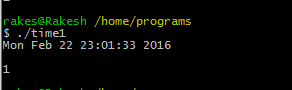 rakes@Rakesh /home/programs
$ ./time1
Mon Feb 22 23:01:33 2016
1